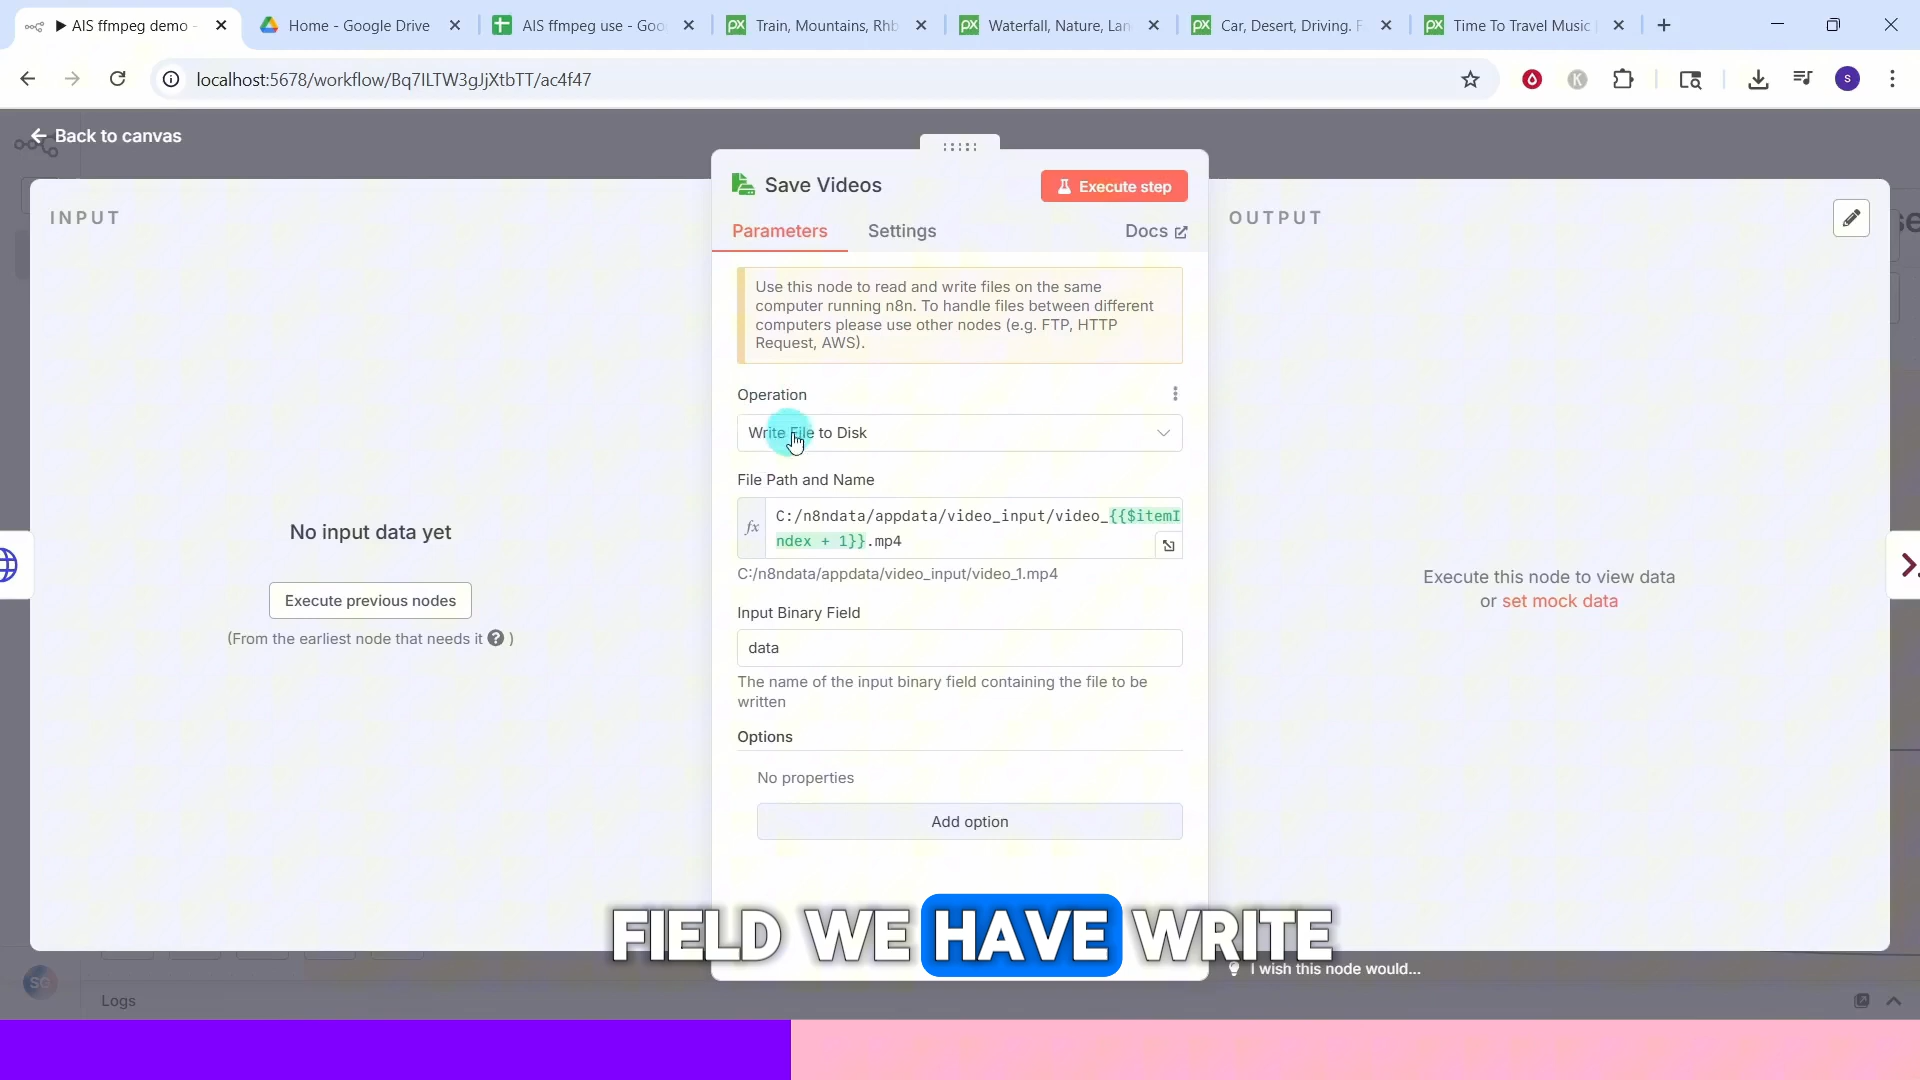 AIS ffmpeg demo -
Home - Google Drive
AIS ffmpeg use - Goo
Train, Mountains, Rhb
Waterfall, Nature, Lan
Car, Desert, Driving. F
Time To Travel Music
localhost:5678/workflow/Bq7ILTW3gJjXtbTT/ac4f47
K
S
Back to canvas
INPUT
No input data yet
Execute previous nodes
(From the earliest node that needs it ? )
Save Videos
Execute step
Parameters
Settings
Docs
Use this node to read and write files on the same
computer running n8n. To handle files between different
computers please use other nodes (e.g. FTP, HTTP
Request, AWS).
Operation
Write File to Disk
File Path and Name
fx
C:/n8ndata/appdata/video_input/video_{{$itemI
ndex + 1}}.mp4
C:/n8ndata/appdata/video_input/video_1.mp4
Input Binary Field
data
The name of the input binary field containing the file to be
written
Options
No properties
Add option
OUTPUT
Execute this node to view data
or set mock data
FIELD WE HAVE WRITE
I wish this node would...
SC
Logs